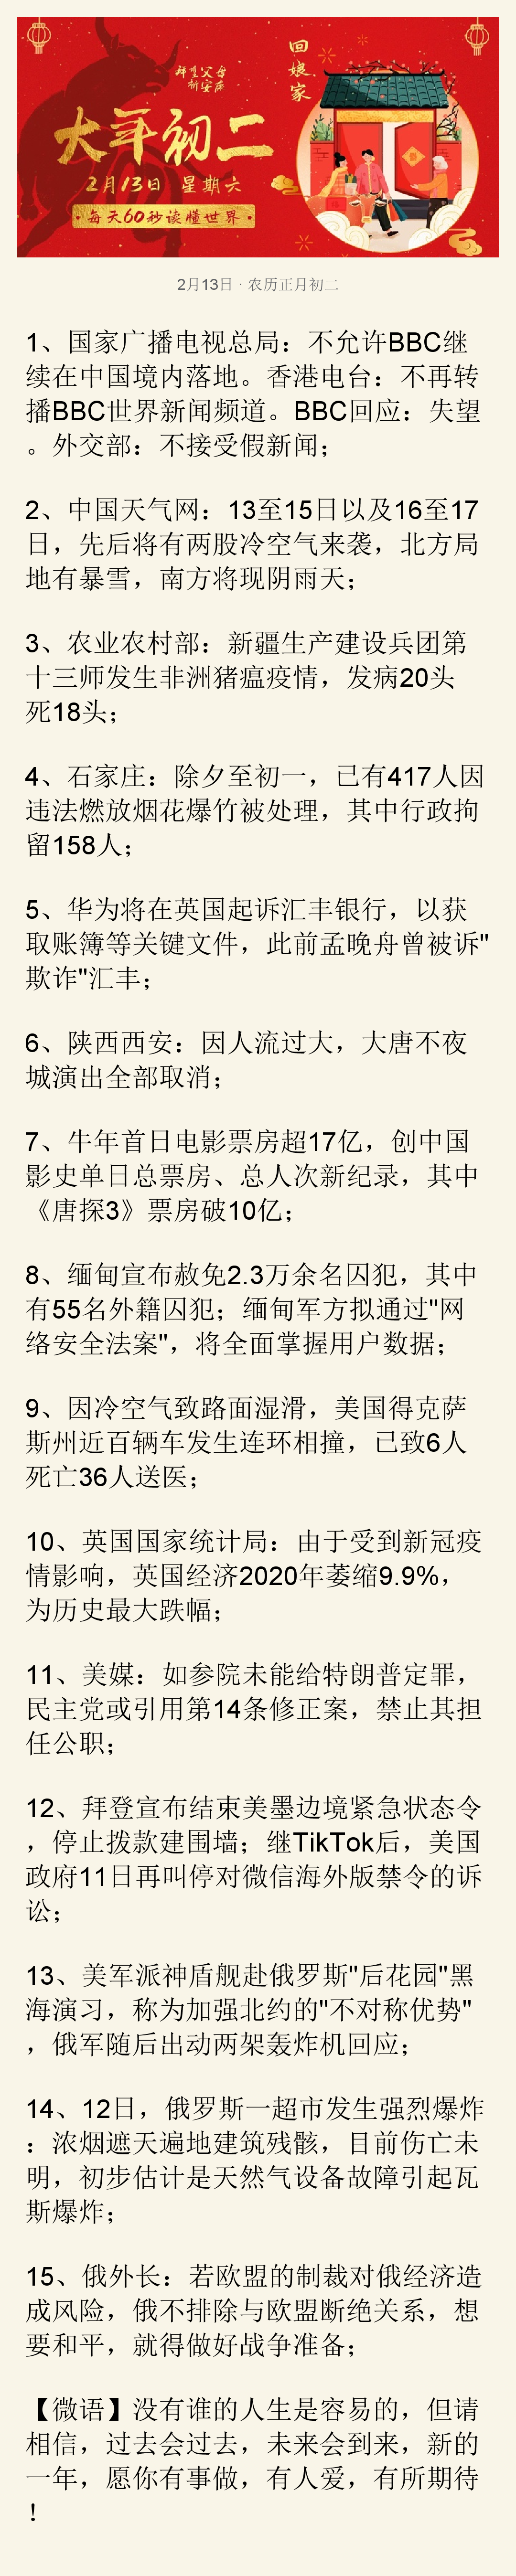 回娘家
拜见父母
祈安康
大年初二
2月13日 星期六
·每天60秒读懂世界·
2月13日 · 农历正月初二
1、国家广播电视总局：不允许BBC继
续在中国境内落地。香港电台：不再转
播BBC世界新闻频道。BBC回应：失望
。外交部：不接受假新闻；
2、中国天气网：13至15日以及16至17
日，先后将有两股冷空气来袭，北方局
地有暴雪，南方将现阴雨天；
3、农业农村部：新疆生产建设兵团第
十三师发生非洲猪瘟疫情，发病20头
死18头；
4、石家庄：除夕至初一，已有417人因
违法燃放烟花爆竹被处理，其中行政拘
留158人；
5、华为将在英国起诉汇丰银行，以获
取账簿等关键文件，此前孟晚舟曾被诉"
欺诈"汇丰；
6、陕西西安：因人流过大，大唐不夜
城演出全部取消；
7、牛年首日电影票房超17亿，创中国
影史单日总票房、总人次新纪录，其中
《唐探3》票房破10亿；
8、缅甸宣布赦免2.3万余名囚犯，其中
有55名外籍囚犯；缅甸军方拟通过"网
络安全法案"，将全面掌握用户数据；
9、因冷空气致路面湿滑，美国得克萨
斯州近百辆车发生连环相撞，已致6人
死亡36人送医；
10、英国国家统计局：由于受到新冠疫
情影响，英国经济2020年萎缩9.9%，
为历史最大跌幅；
11、美媒：如参院未能给特朗普定罪，
民主党或引用第14条修正案，禁止其担
任公职；
12、拜登宣布结束美墨边境紧急状态令
，停止拨款建围墙；继TikTok后，美国
政府11日再叫停对微信海外版禁令的诉
讼；
13、美军派神盾舰赴俄罗斯"后花园"黑
海演习，称为加强北约的"不对称优势"
，俄军随后出动两架轰炸机回应；
14、12日，俄罗斯一超市发生强烈爆炸
：浓烟遮天遍地建筑残骸，目前伤亡未
明，初步估计是天然气设备故障引起瓦
斯爆炸；
15、俄外长：若欧盟的制裁对俄经济造
成风险，俄不排除与欧盟断绝关系，想
要和平，就得做好战争准备；
【微语】没有谁的人生是容易的，但请
相信，过去会过去，未来会到来，新的
一年，愿你有事做，有人爱，有所期待
！